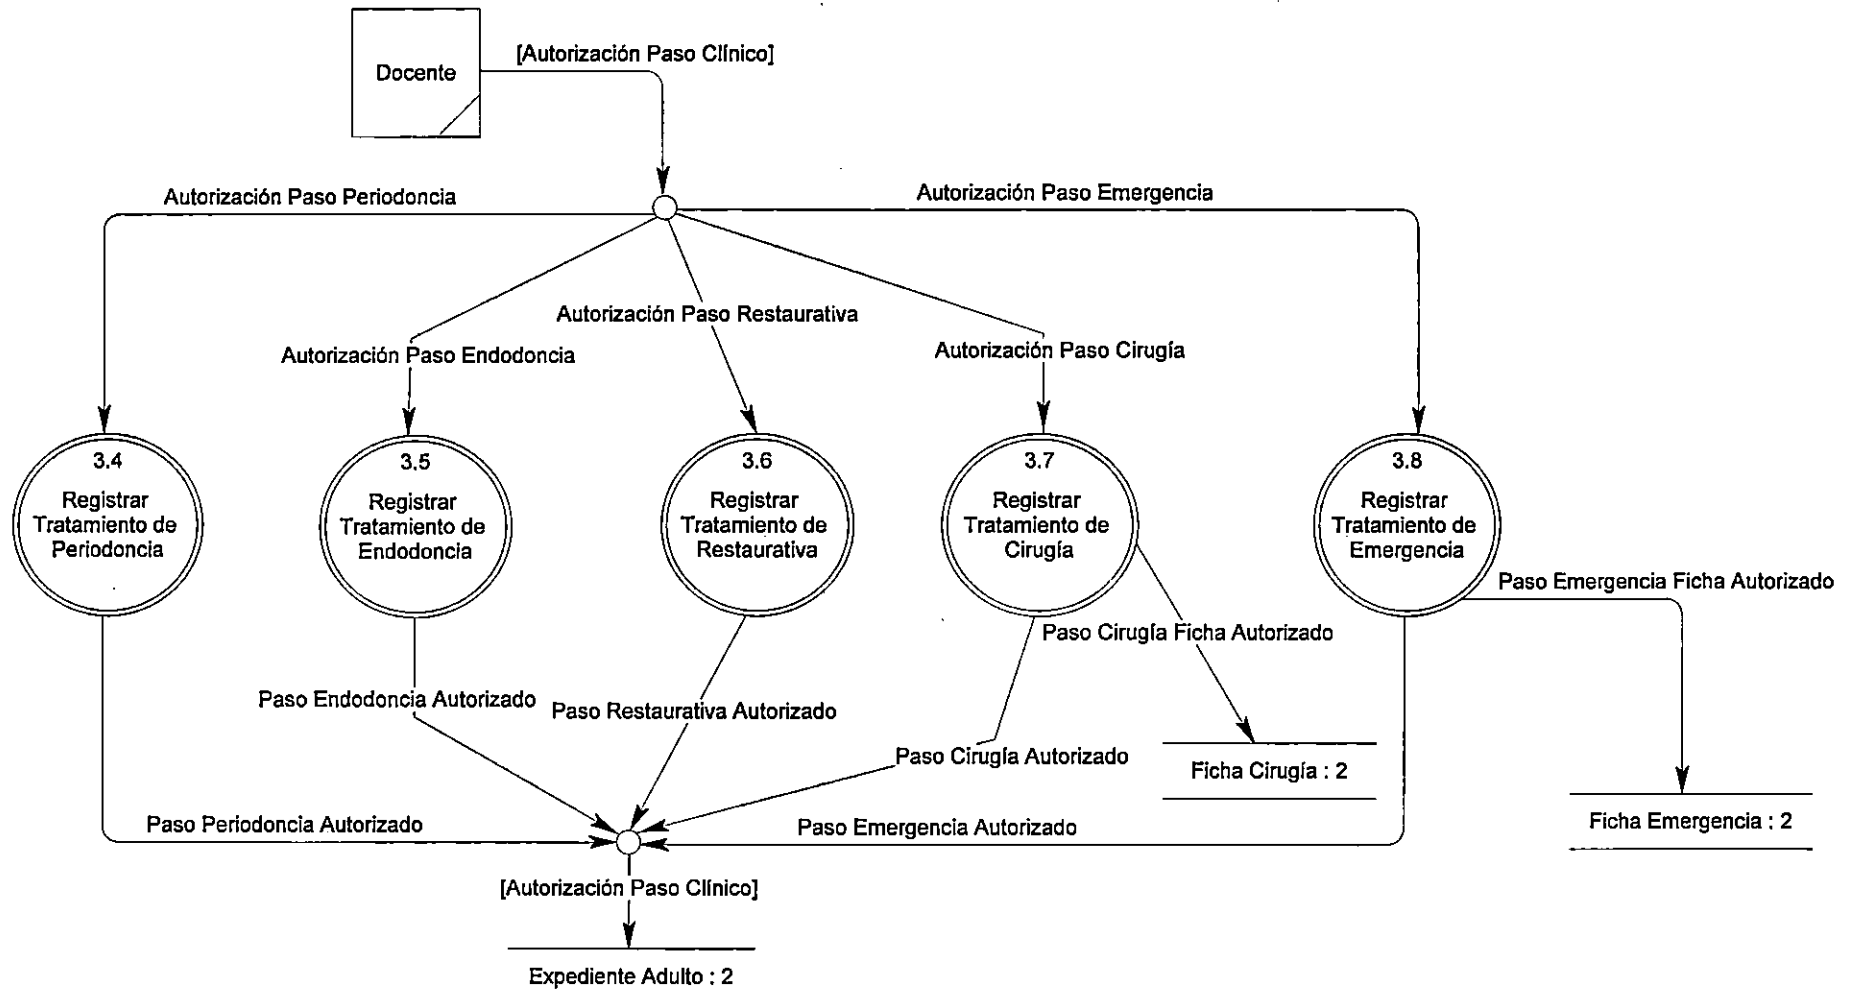 [Autorización Paso Clínico]
Docente
Autorización Paso Periodoncia
Autorización Paso Emergencia
Autorización Paso Restaurativa
Autorización Paso Endodoncia
Autorización Paso Cirugía
3.4
Registrar
Tratamiento de
Periodoncia
3.5
Registrar
Tratamiento de
Endodoncia
3.6
Registrar
Tratamiento de
Restaurativa
3.7
Registrar
Tratamiento de
Cirugía
3.8
Registrar
Tratamiento de
Emergencia
Paso Emergencia Ficha Autorizado
Paso Cirugía Ficha Autorizado
Paso Endodoncia Autorizado
Paso Restaurativa Autorizado
Paso Cirugía Autorizado
Ficha Cirugía : 2
Paso Periodoncia Autorizado
Paso Emergencia Autorizado
Ficha Emergencia : 2
[Autorización Paso Clínico]
Expediente Adulto : 2